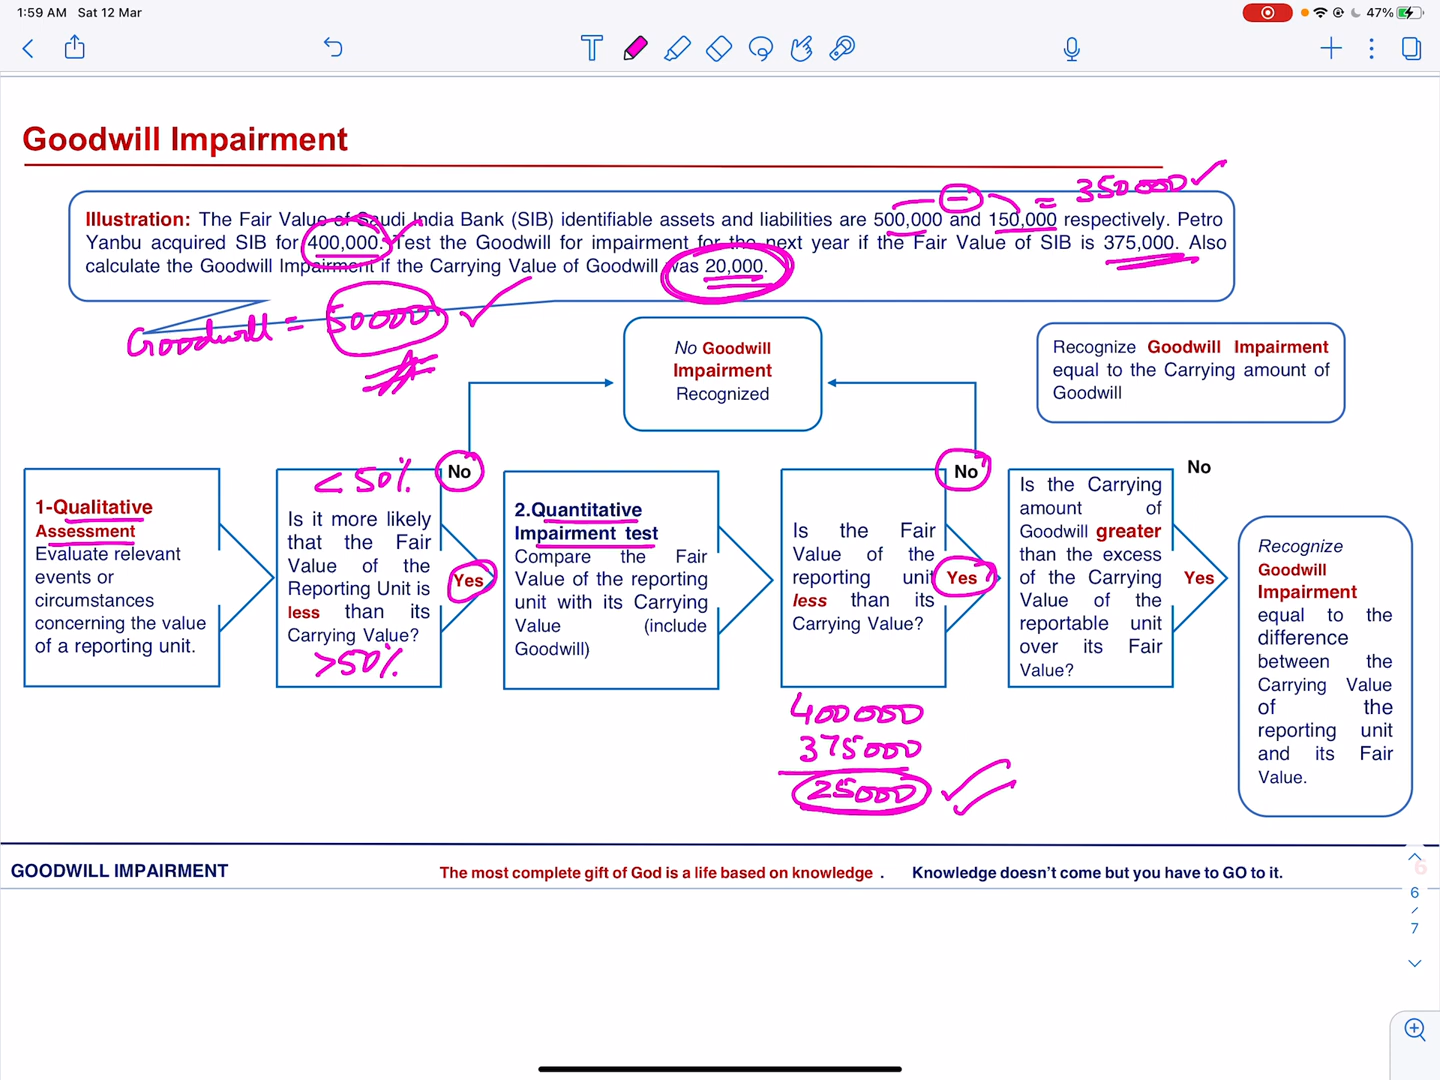 1:59 AM Sat 12 Mar
47%
T
Goodwill Impairment
= 350000
Illustration: The Fair Value of Saudi India Bank (SIB) identifiable assets and liabilities are 500,000 and 150,000 respectively. Petro
Yanbu acquired SIB for 400,000. Test the Goodwill for impairment for the next year if the Fair Value of SIB is 375,000. Also
calculate the Goodwill Impairment if the Carrying Value of Goodwill was 20,000.
Goodwill = 50000
No Goodwill
Impairment
Recognized
Recognize Goodwill Impairment
equal to the Carrying amount of
Goodwill
1-Qualitative
Assessment
Evaluate relevant
events or
circumstances
concerning the value
of a reporting unit.
<50%
Is it more likely
that the Fair
Value of the
Reporting Unit is
less than its
Carrying Value?
>50%
No
Yes
2.Quantitative
Impairment test
Compare the Fair
Value of the reporting
unit with its Carrying
Value (include
Goodwill)
Is the Fair
Value of the
reporting unit
less than its
Carrying Value?
No
Yes
400000
375000
25000
Is the Carrying
amount of
Goodwill greater
than the excess
of the Carrying
Value of the
reportable unit
over its Fair
Value?
No
Yes
Recognize
Goodwill
Impairment
equal to the
difference
between the
Carrying Value
of the
reporting unit
and its Fair
Value.
GOODWILL IMPAIRMENT
The most complete gift of God is a life based on knowledge .
Knowledge doesn't come but you have to GO to it.
6
6
/
7